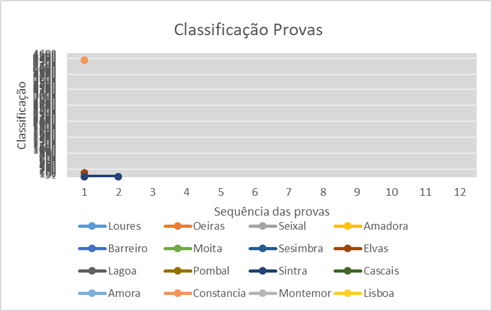 Classificação Provas
Classificação
1 2 3 4 5 6 7 8 9 10 11 12
Sequência das provas
Loures Oeiras Seixal Amadora
Barreiro Moita Sesimbra Elvas
Lagoa Pombal Sintra Cascais
Amora Constancia Montemor Lisboa